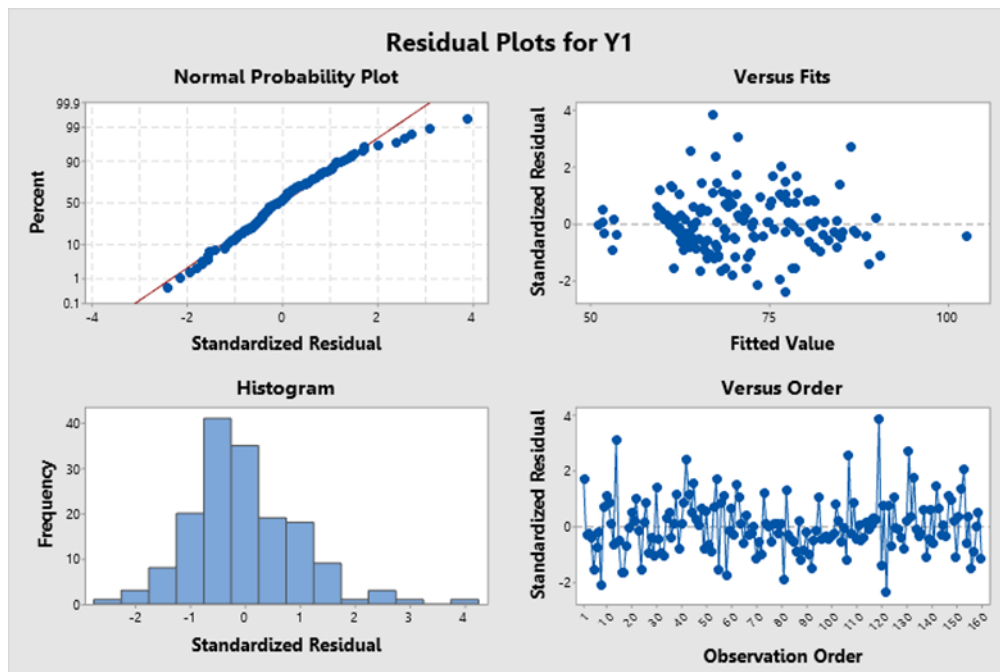 Residual Plots for Y1
Normal Probability Plot
99.9
99
90
50
10
1
0.1
Percent
-4 -2 0 2 4
Standardized Residual
Versus Fits
4
2
0
-2
Standardized Residual
50 75 100
Fitted Value
Histogram
40
30
20
10
0
Frequency
-2 -1 0 1 2 3 4
Standardized Residual
Versus Order
4
2
0
-2
Standardized Residual
1 10 20 30 40 50 60 70 80 90 100 110 120 130 140 150 160
Observation Order